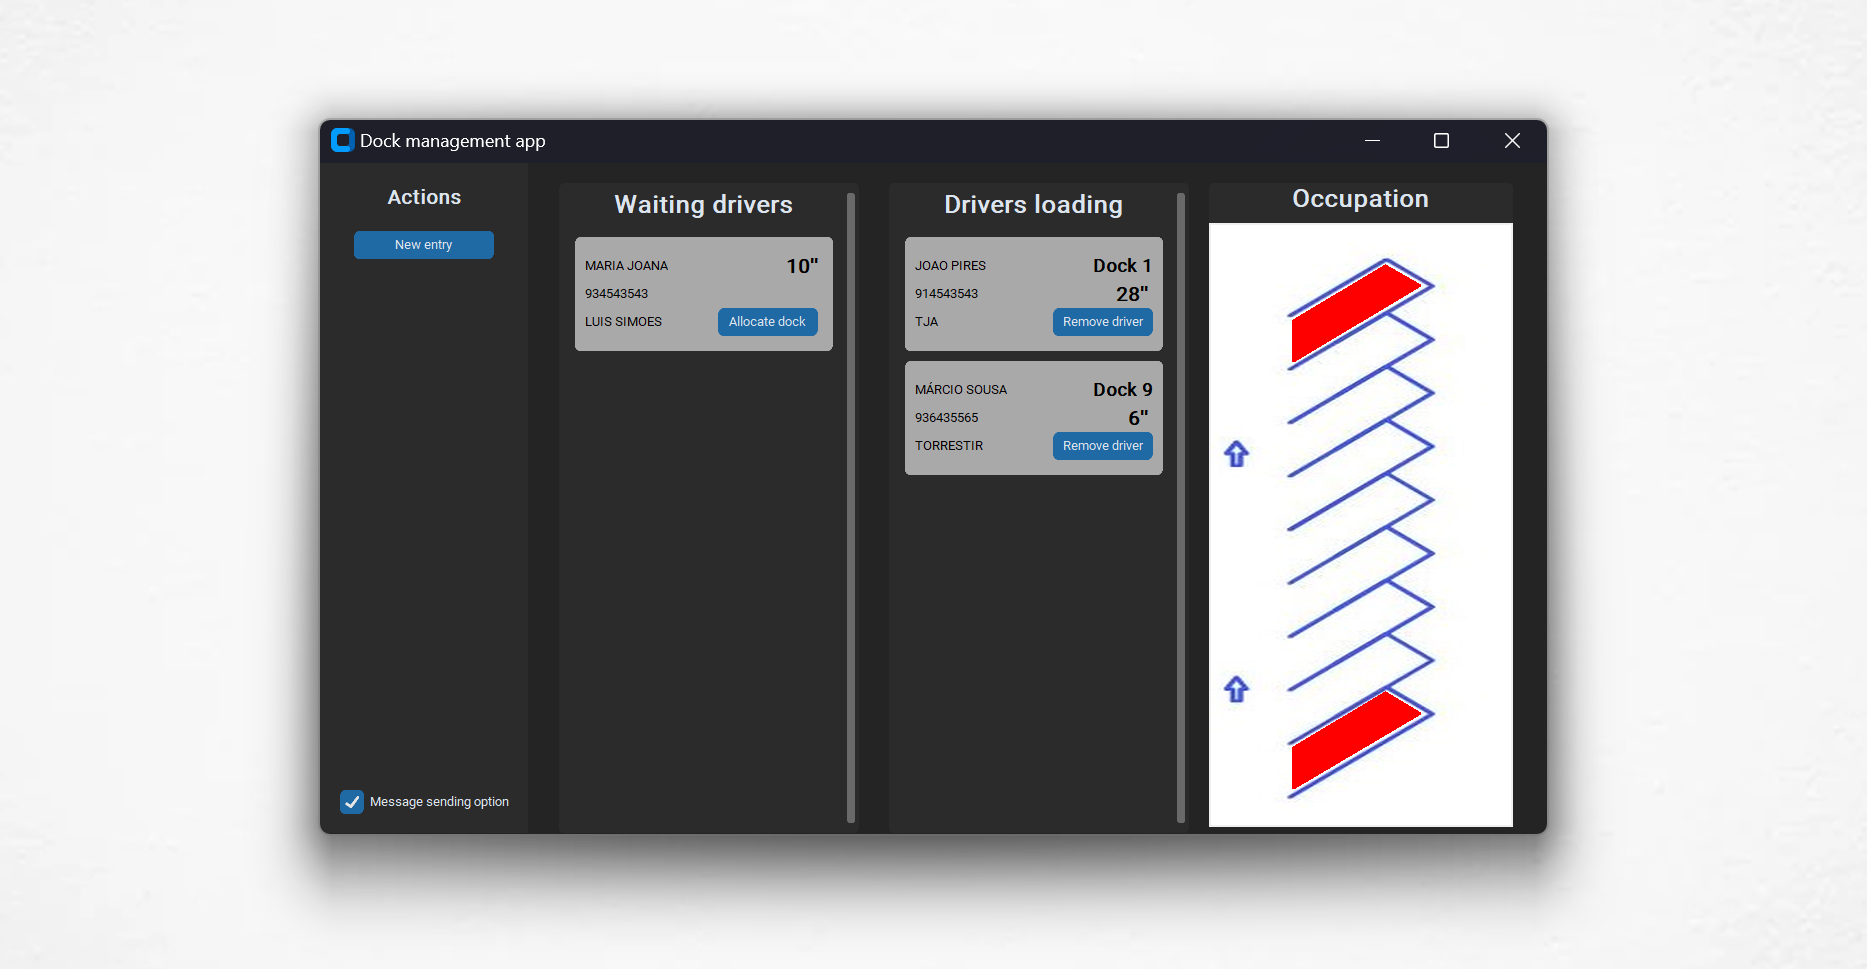 Dock management app
Actions
New entry
Message sending option
Waiting drivers
MARIA JOANA 10"
934543543
LUIS SIMOES Allocate dock
Drivers loading
JOAO PIRES Dock 1
914543543 28"
TJA Remove driver
MÁRCIO SOUSA Dock 9
936435565 6"
TORRESTIR Remove driver
Occupation